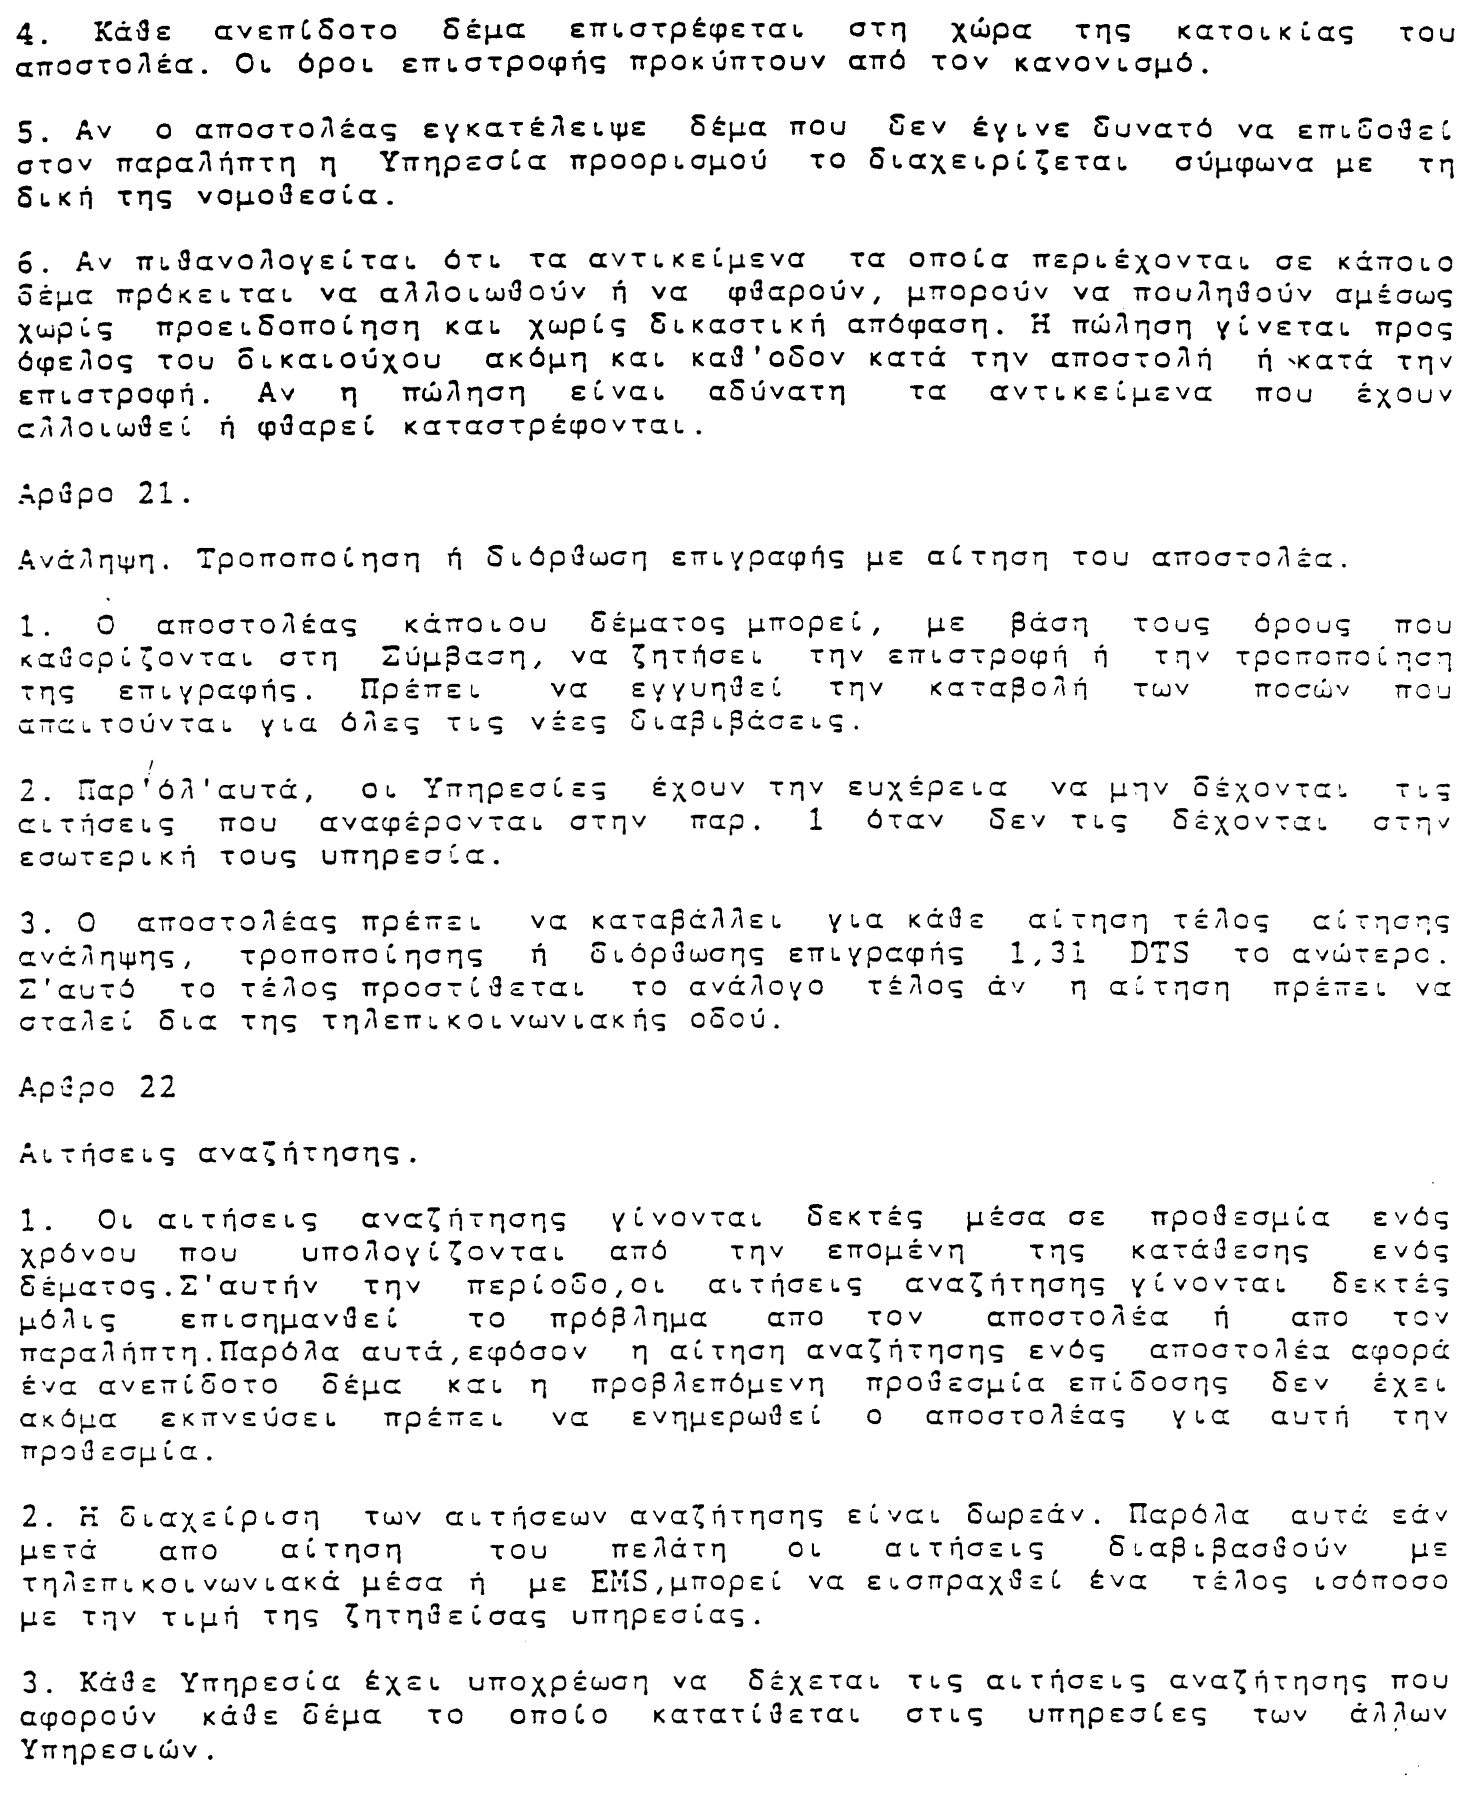 4. Κάθε ανεπίδοτο δέμα επιστρέφεται στη χώρα της κατοικίας του
αποστολέα. Οι όροι επιστροφής προκύπτουν από τον κανονισμό.
5. Αν ο αποστολέας εγκατέλειψε δέμα που δεν έγινε δυνατό να επιδοθεί
στον παραλήπτη η Υπηρεσία προορισμού το διαχειρίζεται σύμφωνα με τη
δική της νομοθεσία.
6. Αν πιθανολογείται ότι τα αντικείμενα τα οποία περιέχονται σε κάποιο
δέμα πρόκειται να αλλοιωθούν ή να φθαρούν, μπορούν να πουληθούν αμέσως
χωρίς προειδοποίηση και χωρίς δικαστική απόφαση. Η πώληση γίνεται προς
όφελος του δικαιούχου ακόμη και καθ'οδον κατά την αποστολή ή κατά την
επιστροφή. Αν η πώληση είναι αδύνατη τα αντικείμενα που έχουν
αλλοιωθεί ή φθαρεί καταστρέφονται.
Αρθρο 21.
Ανάληψη. Τροποποίηση ή διόρθωση επιγραφής με αίτηση του αποστολέα.
1. Ο αποστολέας κάποιου δέματος μπορεί, με βάση τους όρους που
καθορίζονται στη Σύμβαση, να ζητήσει την επιστροφή ή την τροποποίηση
της επιγραφής. Πρέπει να εγγυηθεί την καταβολή των ποσών που
απαιτούνται για όλες τις νέες διαβιβάσεις.
2. Παρ'όλ'αυτά, οι Υπηρεσίες έχουν την ευχέρεια να μην δέχονται τις
αιτήσεις που αναφέρονται στην παρ. 1 όταν δεν τις δέχονται στην
εσωτερική τους υπηρεσία.
3. Ο αποστολέας πρέπει να καταβάλλει για κάθε αίτηση τέλος αίτησης
ανάληψης, τροποποίησης ή διόρθωσης επιγραφής 1,31 DTS το ανώτερο.
Σ'αυτό το τέλος προστίθεται το ανάλογο τέλος άν η αίτηση πρέπει να
σταλεί δια της τηλεπικοινωνιακής οδού.
Αρθρο 22
Αιτήσεις αναζήτησης.
1. Οι αιτήσεις αναζήτησης γίνονται δεκτές μέσα σε προθεσμία ενός
χρόνου που υπολογίζονται από την επομένη της κατάθεσης ενός
δέματος.Σ'αυτήν την περίοδο,οι αιτήσεις αναζήτησης γίνονται δεκτές
μόλις επισημανθεί το πρόβλημα απο τον αποστολέα ή απο τον
παραλήπτη.Παρόλα αυτά,εφόσον η αίτηση αναζήτησης ενός αποστολέα αφορά
ένα ανεπίδοτο δέμα και η προβλεπόμενη προθεσμία επίδοσης δεν έχει
ακόμα εκπνεύσει πρέπει να ενημερωθεί ο αποστολέας για αυτή την
προθεσμία.
2. Η διαχείριση των αιτήσεων αναζήτησης είναι δωρεάν. Παρόλα αυτά εάν
μετά απο αίτηση του πελάτη οι αιτήσεις διαβιβασθούν με
τηλεπικοινωνιακά μέσα ή με EMS,μπορεί να εισπραχθεί ένα τέλος ισόποσο
με την τιμή της ζητηθείσας υπηρεσίας.
3. Κάθε Υπηρεσία έχει υποχρέωση να δέχεται τις αιτήσεις αναζήτησης που
αφορούν κάθε δέμα το οποίο κατατίθεται στις υπηρεσίες των άλλων
Υπηρεσιών.